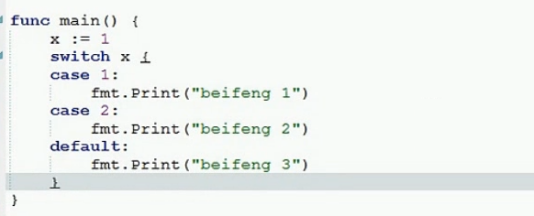 func main() {
    x := 1
    switch x {
    case 1:
        fmt.Print("beifeng 1")
    case 2:
        fmt.Print("beifeng 2")
    default:
        fmt.Print("beifeng 3")
    }
}